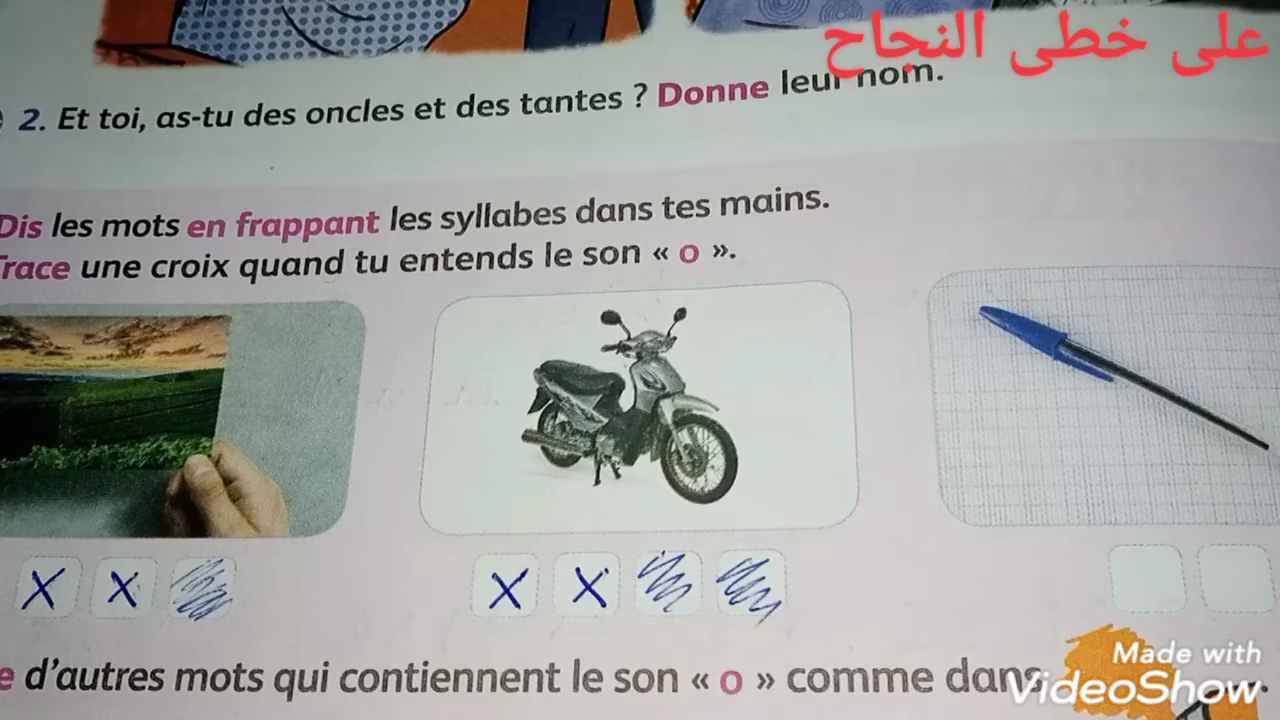 على خطى النجاح
2. Et toi, as-tu des oncles et des tantes ? Donne leur nom.
Dis les mots en frappant les syllabes dans tes mains.
Trace une croix quand tu entends le son « o ».
X X X X
e d'autres mots qui contiennent le son « o » comme dans
Made with
VideoShow